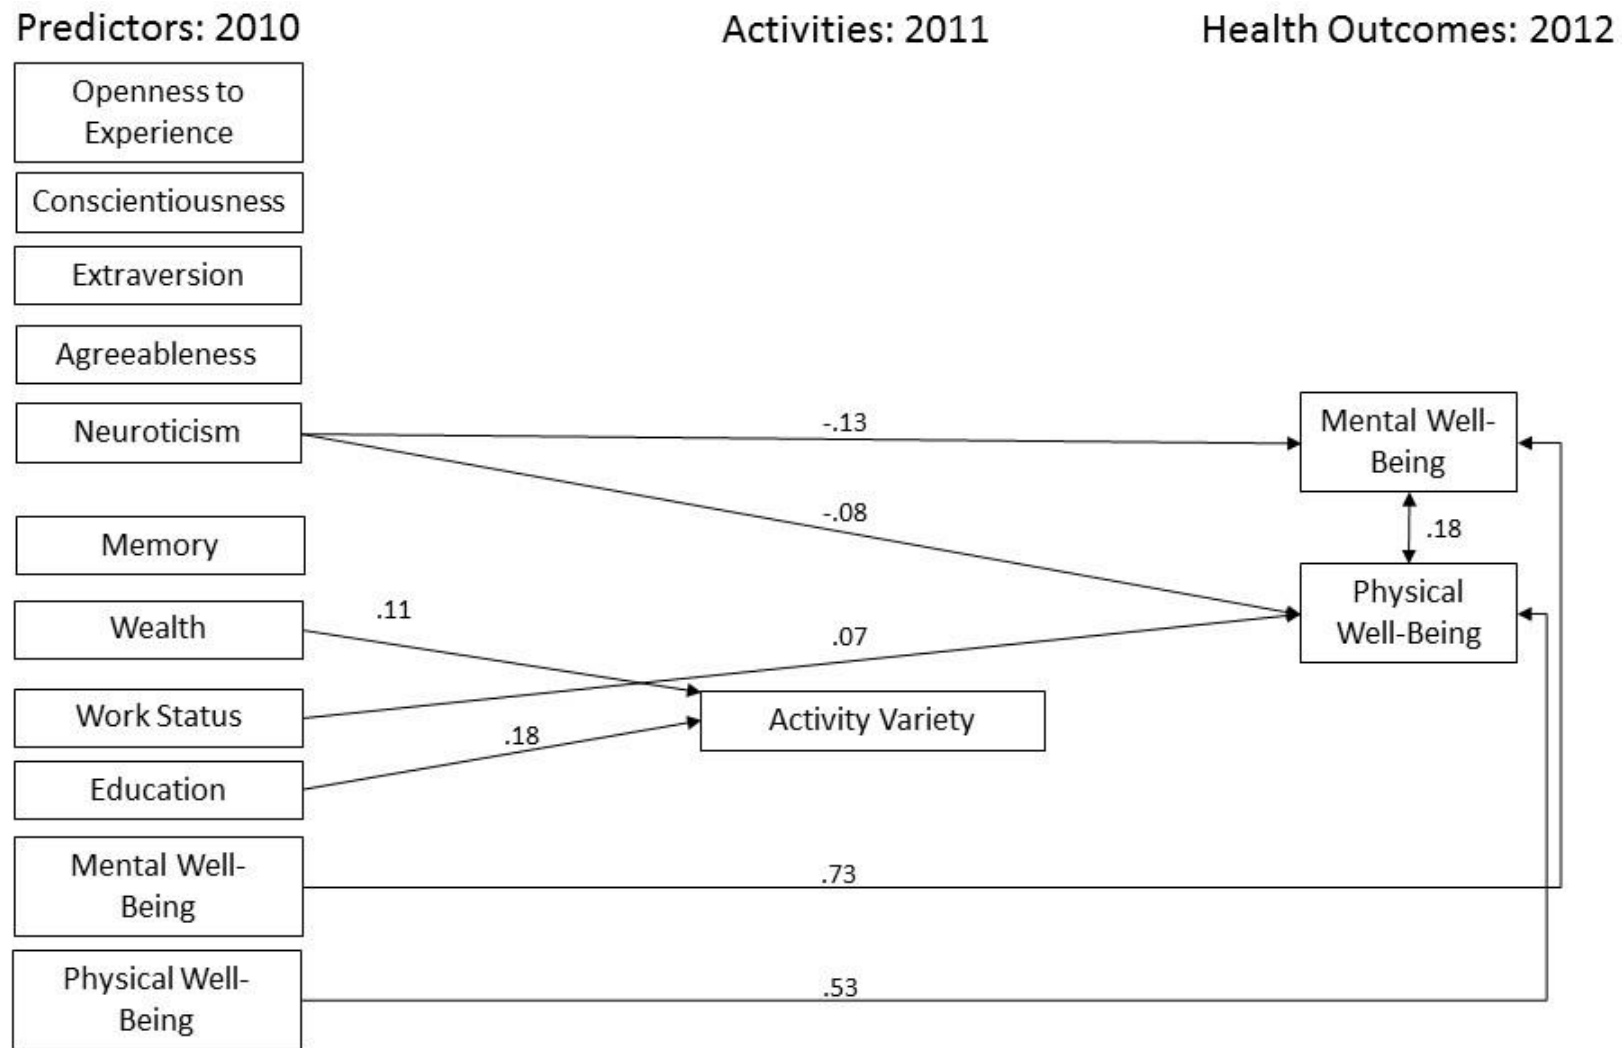 Predictors: 2010
Activities: 2011
Health Outcomes: 2012
Openness to
Experience
Conscientiousness
Extraversion
Agreeableness
Neuroticism
Memory
Wealth
Work Status
Education
Mental Well-
Being
Physical Well-
Being
-.13
-.08
.11
.07
.18
Activity Variety
.73
.53
Mental Well-
Being
.18
Physical
Well-Being